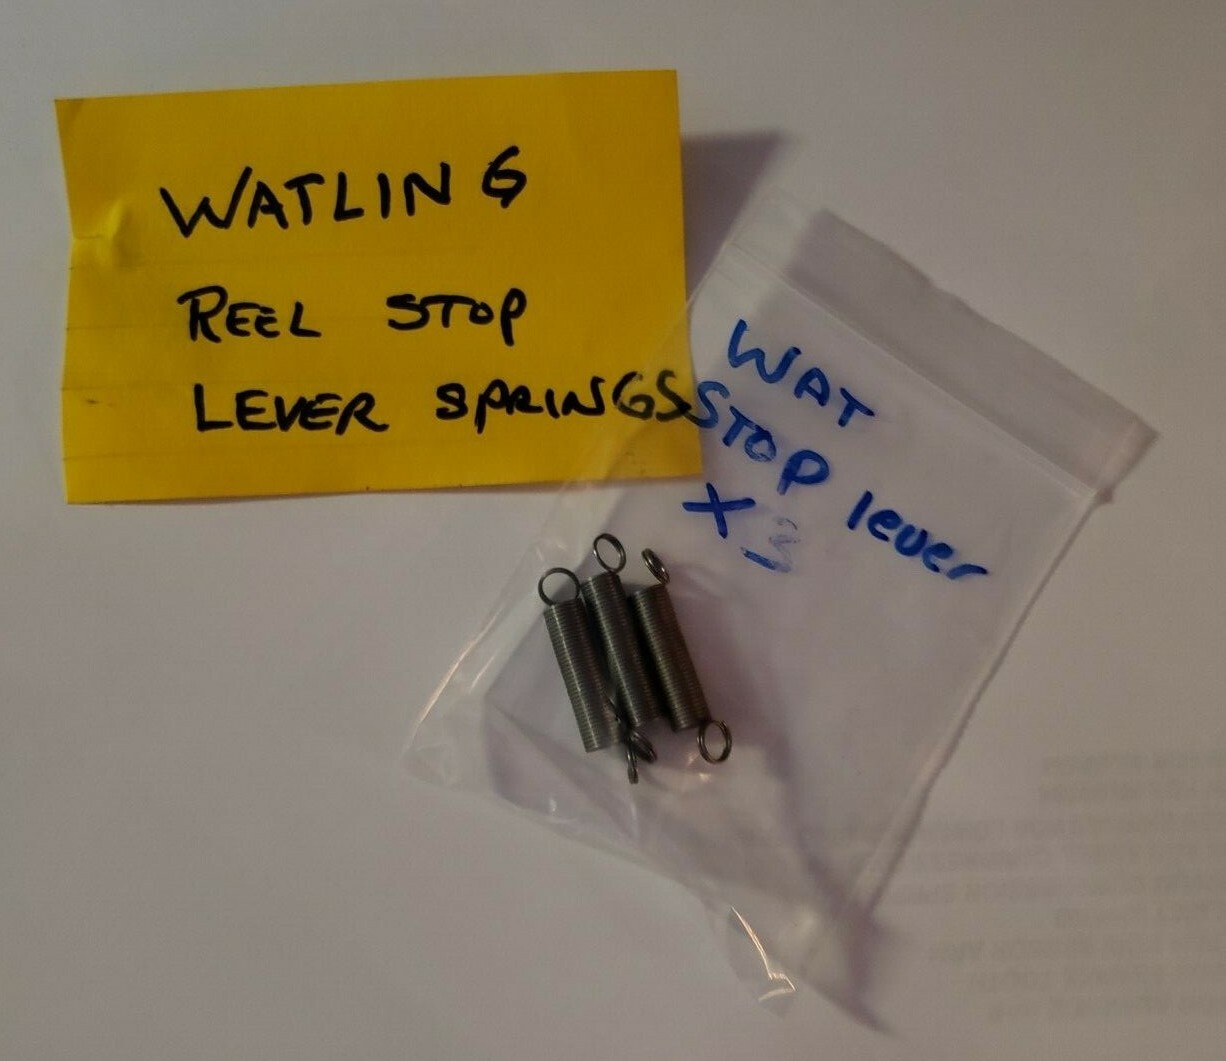 WATLING
REEL STOP
LEVER SPRINGS
WAT
STOP lever
X3